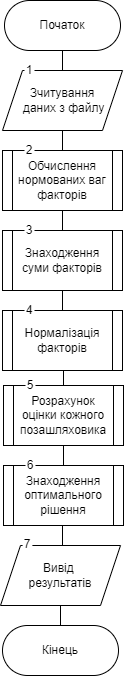 Початок
1
Зчитування
даних з файлу
2
Обчислення
нормованих ваг
факторів
3
Знаходження
суми факторів
4
Нормалізація
факторів
5
Розрахунок
оцінки кожного
позашляховика
6
Знаходження
оптимального
рішення
7
Вивід
результатів
Кінець